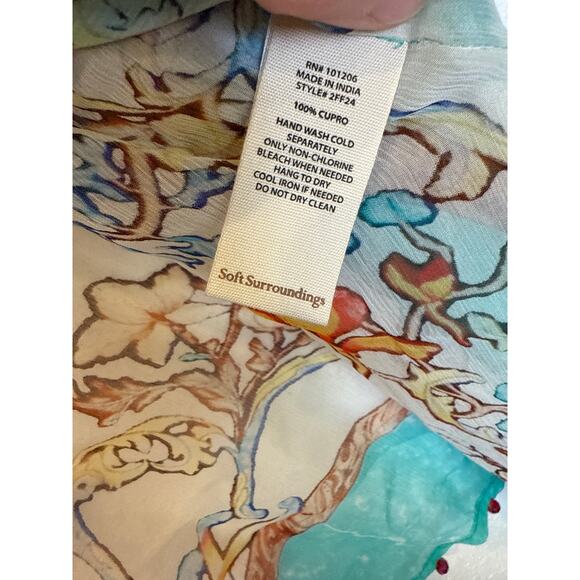 RN# 101206
MADE IN INDIA
STYLE# 2FF24
100% CUPRO
HAND WASH COLD
SEPARATELY
ONLY NON-CHLORINE
BLEACH WHEN NEEDED
HANG TO DRY
COOL IRON IF NEEDED
DO NOT DRY CLEAN
Soft Surroundings